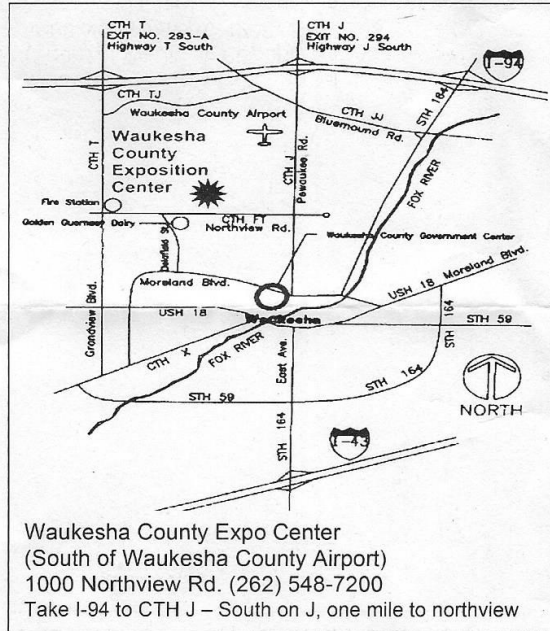 CTH T
EXIT NO. 293-A
Highway T South
CTH J
EXIT NO. 294
Highway J South
I-94
CTH TJ
STH 164
Waukesha County Airport
CTH JJ
Bluemound Rd.
Waukesha
County
Exposition
Center
CTH T
CTH J
Pewaukee Rd.
FOX RIVER
Fire Station
Golden Guernsey Dairy
CTH FT
Northview Rd.
Delafield St.
Waukesha County Government Center
Moreland Blvd.
USH 18 Moreland Blvd.
Grandview Blvd.
USH 18
Waukesha
STH 59
CTH X
FOX RIVER
East Ave.
STH 164
STH 164
STH 59
STH 164
NORTH
I-43
Waukesha County Expo Center
(South of Waukesha County Airport)
1000 Northview Rd. (262) 548-7200
Take I-94 to CTH J – South on J, one mile to northview